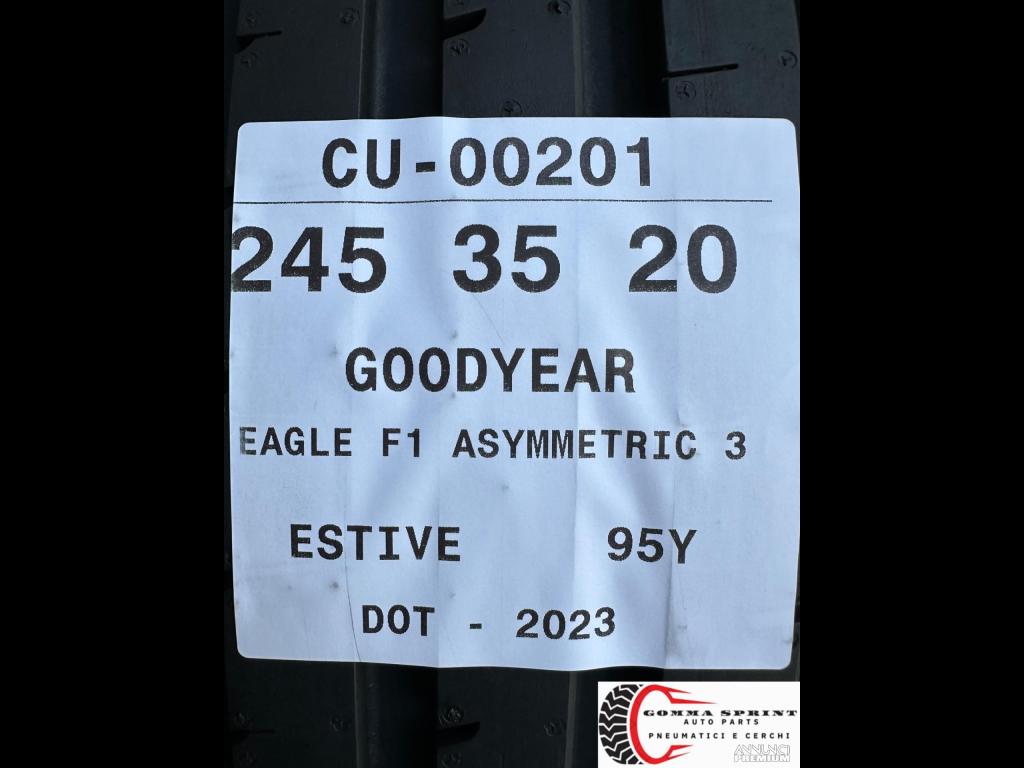 CU-00201
245 35 20
GOODYEAR
EAGLE F1 ASYMMETRIC 3
ESTIVE 95Y
DOT - 2023
GOMMA SPRINT
AUTO PARTS
PNEUMATICI E CERCHI
ANNUNCI
PREMIUM